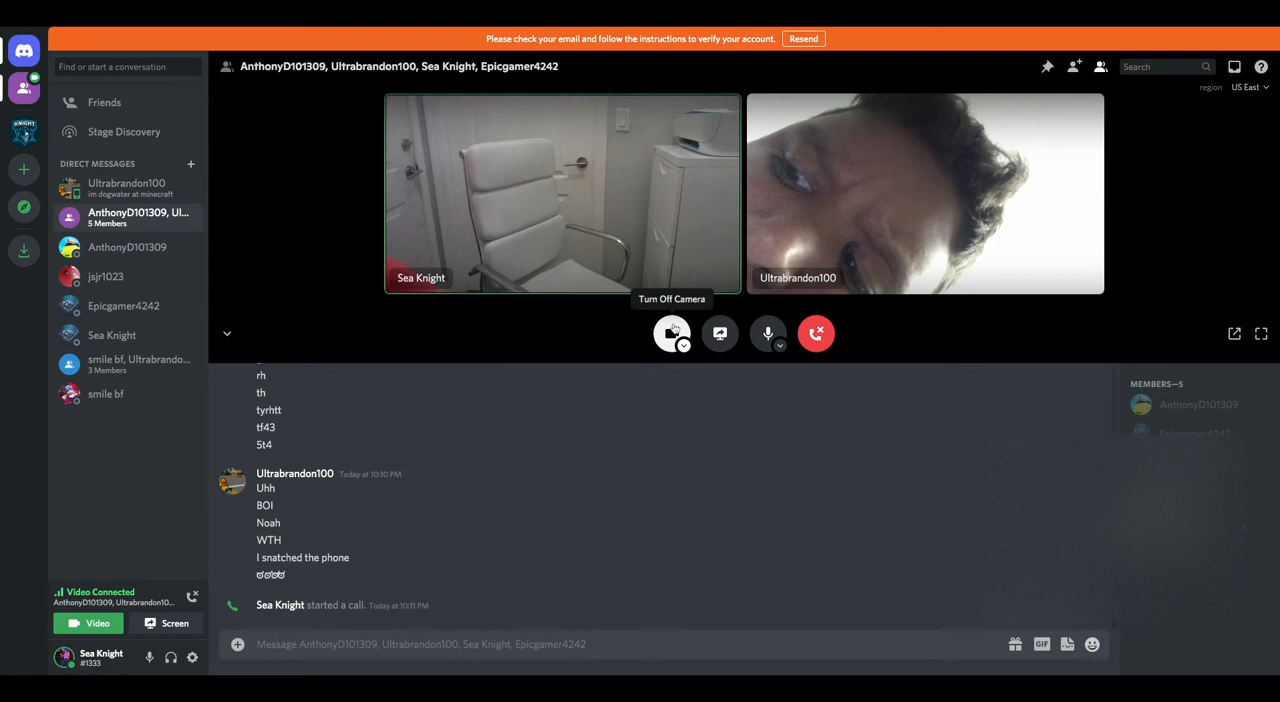 Please check your email and follow the instructions to verify your account. Resend
Find or start a conversation
AnthonyD101309, Ultrabrandon100, Sea Knight, Epicgamer4242
Search
region US East
Friends
KNIGHT
Stage Discovery
DIRECT MESSAGES
Ultrabrandon100
im dogwater at minecraft
AnthonyD101309, Ul...
5 Members
AnthonyD101309
jsjr1023
Epicgamer4242
Sea Knight
smile bf, Ultrabrando...
3 Members
smile bf
Sea Knight
Ultrabrandon100
Turn Off Camera
rh
th
tyrhtt
tf43
5t4
Ultrabrandon100 Today at 10:10 PM
Uhh
BOI
Noah
WTH
I snatched the phone
Sea Knight started a call. Today at 10:11 PM
MEMBERS—5
AnthonyD101309
Epicgamer4242
Video Connected
AnthonyD101309, Ultrabrandon10...
Video Screen
Sea Knight
#1333
Message AnthonyD101309, Ultrabrandon100, Sea Knight, Epicgamer4242
GIF